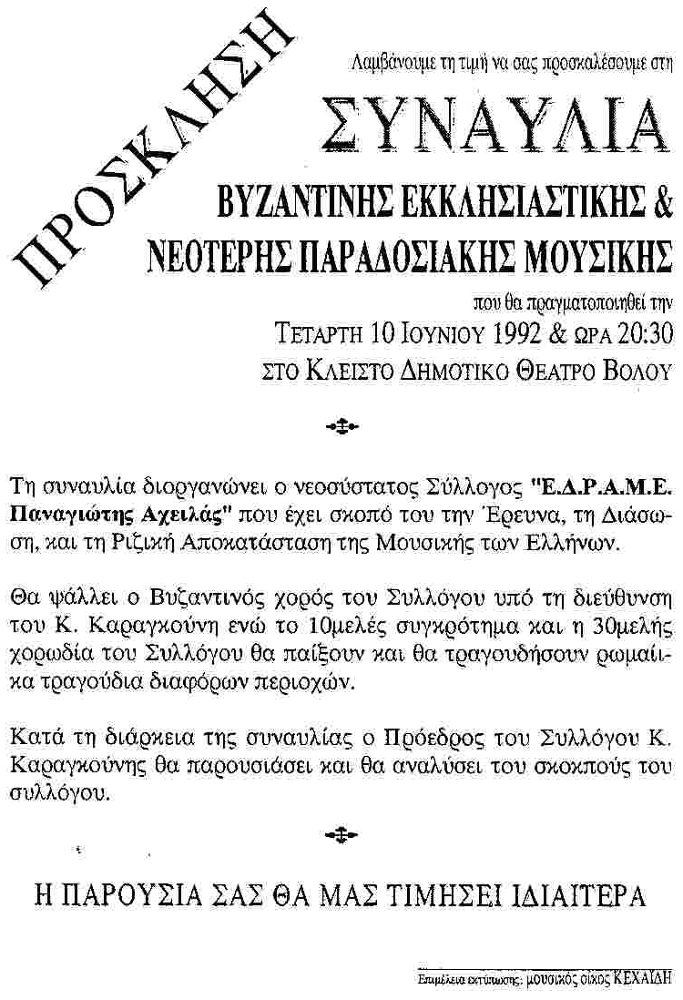 ΠΡΟΣΚΛΗΣΗ
Λαμβάνουμε τη τιμή να σας προσκαλέσουμε στη
ΣΥΝΑΥΛΙΑ
ΒΥΖΑΝΤΙΝΗΣ ΕΚΚΛΗΣΙΑΣΤΙΚΗΣ &
ΝΕΟΤΕΡΗΣ ΠΑΡΑΔΟΣΙΑΚΗΣ ΜΟΥΣΙΚΗΣ
που θα πραγματοποιηθεί την
ΤΕΤΑΡΤΗ 10 ΙΟΥΝΙΟΥ 1992 & ΩΡΑ 20:30
ΣΤΟ ΚΛΕΙΣΤΟ ΔΗΜΟΤΙΚΟ ΘΕΑΤΡΟ ΒΟΛΟΥ
Τη συναυλία διοργανώνει ο νεοσύστατος Σύλλογος "Ε.Δ.Ρ.Α.Μ.Ε.
Παναγιώτης Αχειλάς" που έχει σκοπό του την Έρευνα, τη Διάσω-
ση, και τη Ριζική Αποκατάσταση της Μουσικής των Ελλήνων.
Θα ψάλλει ο Βυζαντινός χορός του Συλλόγου υπό τη διεύθυνση
του Κ. Καραγκούνη ενώ το 10μελές συγκρότημα και η 30μελής
χορωδία του Συλλόγου θα παίξουν και θα τραγουδήσουν ρωμαίι-
κα τραγούδια διαφόρων περιοχών.
Κατά τη διάρκεια της συναυλίας ο Πρόεδρος του Συλλόγου Κ.
Καραγκούνης θα παρουσιάσει και θα αναλύσει του σκοκπούς του
συλλόγου.
Η ΠΑΡΟΥΣΙΑ ΣΑΣ ΘΑ ΜΑΣ ΤΙΜΗΣΕΙ ΙΔΙΑΙΤΕΡΑ
Επιμέλεια εκτύπωσης: μουσικός οίκος ΚΕΧΑΪΔΗ